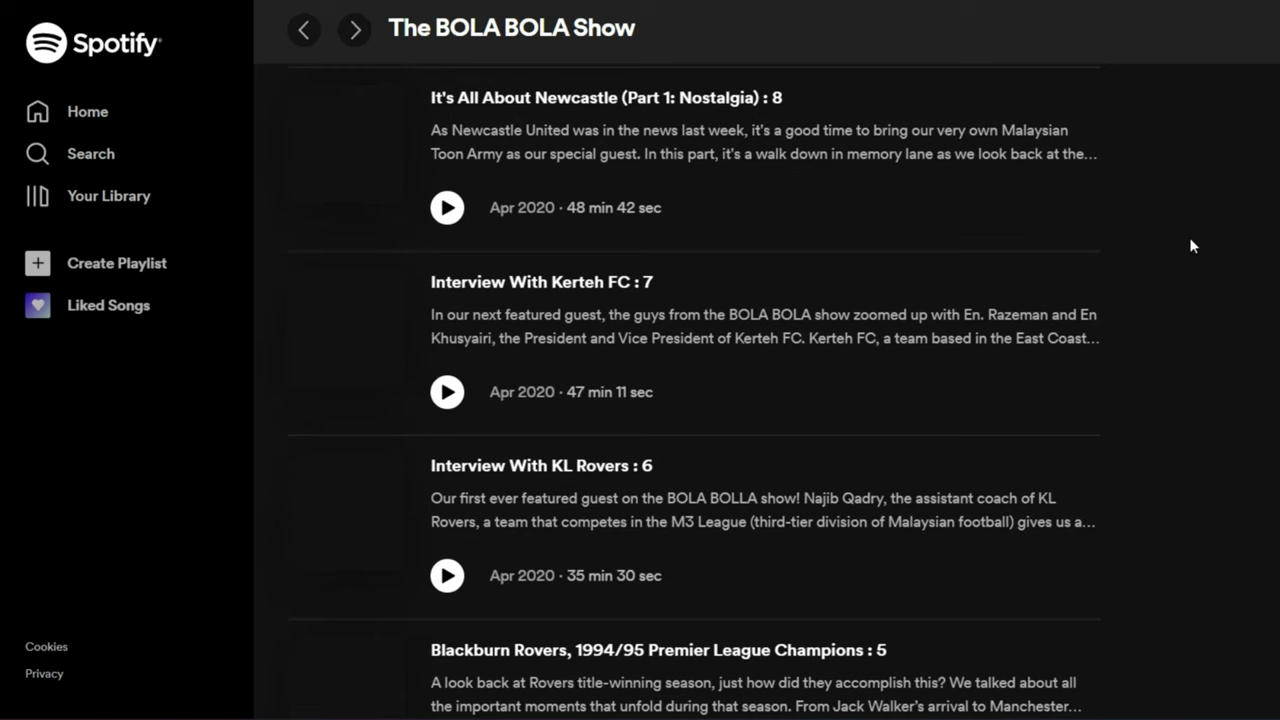 Spotify®
Home
Search
Your Library
Create Playlist
Liked Songs
Cookies
Privacy
The BOLA BOLA Show
It's All About Newcastle (Part 1: Nostalgia) : 8
As Newcastle United was in the news last week, it's a good time to bring our very own Malaysian
Toon Army as our special guest. In this part, it's a walk down in memory lane as we look back at the...
Apr 2020 · 48 min 42 sec
Interview With Kerteh FC : 7
In our next featured guest, the guys from the BOLA BOLA show zoomed up with En. Razeman and En
Khusyairi, the President and Vice President of Kerteh FC. Kerteh FC, a team based in the East Coast...
Apr 2020 · 47 min 11 sec
Interview With KL Rovers : 6
Our first ever featured guest on the BOLA BOLLA show! Najib Qadry, the assistant coach of KL
Rovers, a team that competes in the M3 League (third-tier division of Malaysian football) gives us a...
Apr 2020 · 35 min 30 sec
Blackburn Rovers, 1994/95 Premier League Champions : 5
A look back at Rovers title-winning season, just how did they accomplish this? We talked about all
the important moments that unfold during that season. From Jack Walker's arrival to Manchester...